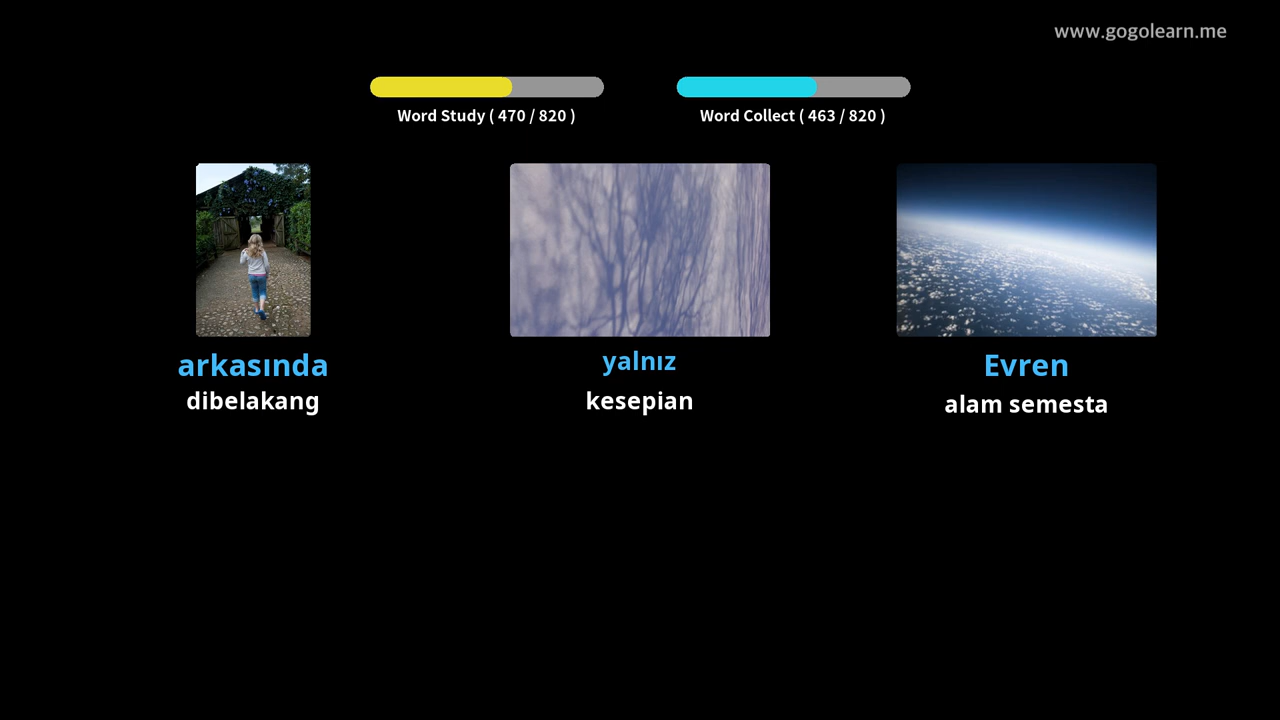 www.gogolearn.me
Word Study ( 470 / 820 )
Word Collect ( 463 / 820 )
arkasında
dibelakang
yalnız
kesepian
Evren
alam semesta